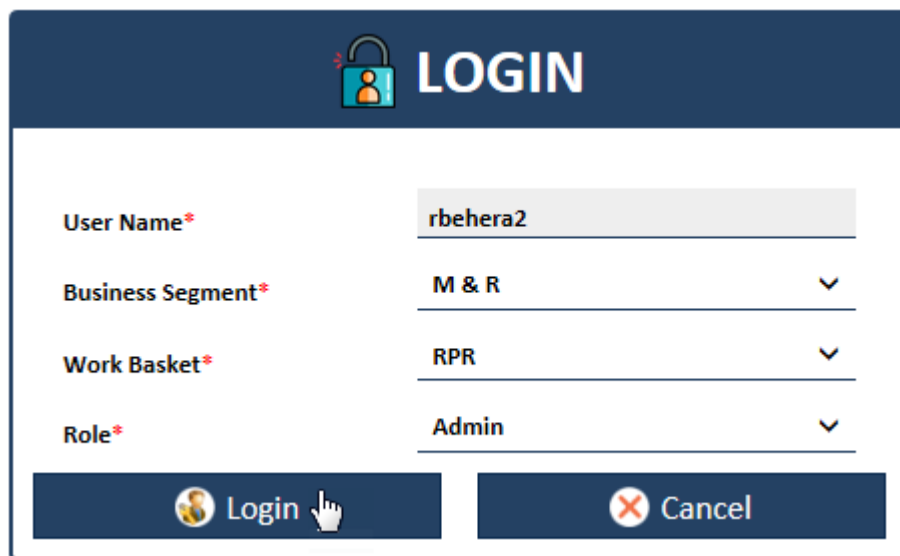 LOGIN
User Name* rbehera2
Business Segment* M & R
Work Basket* RPR
Role* Admin
Login Cancel